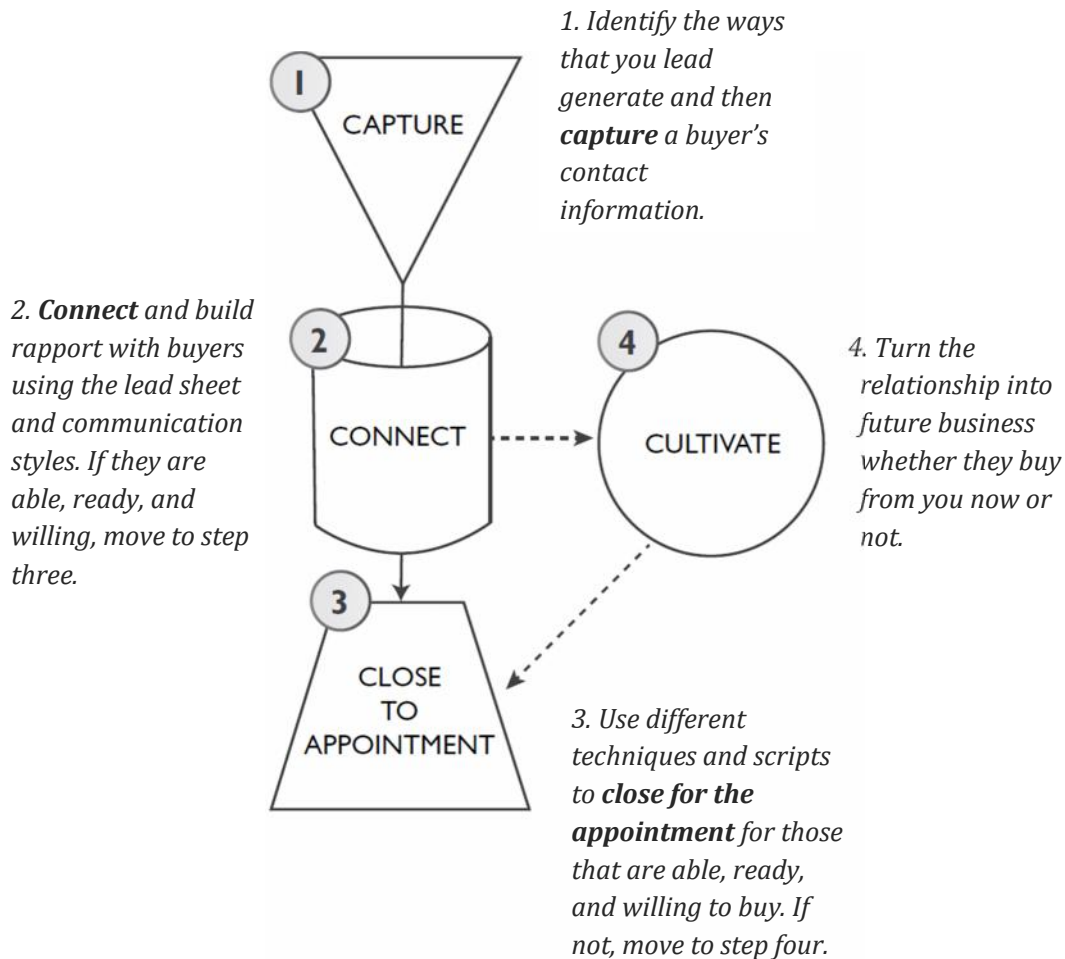 1. Identify the ways
that you lead
generate and then
capture a buyer’s
contact
information.
1
CAPTURE
2. Connect and build
rapport with buyers
using the lead sheet
and communication
styles. If they are
able, ready, and
willing, move to step
three.
2
CONNECT
4
CULTIVATE
4. Turn the
relationship into
future business
whether they buy
from you now or
not.
3
CLOSE
TO
APPOINTMENT
3. Use different
techniques and scripts
to close for the
appointment for those
that are able, ready,
and willing to buy. If
not, move to step four.